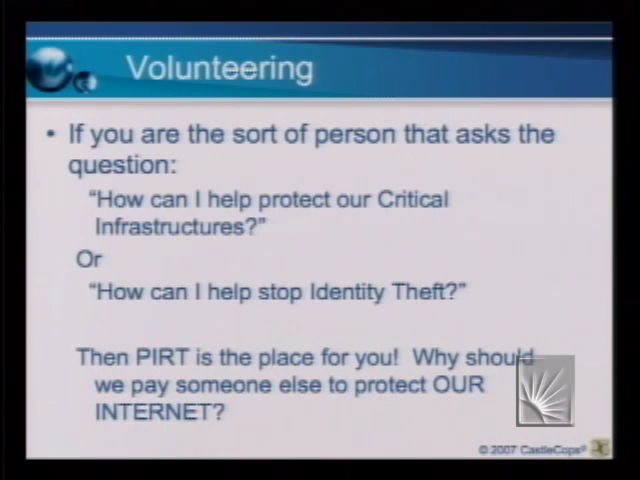 Volunteering
• If you are the sort of person that asks the
question:
“How can I help protect our Critical
Infrastructures?”
Or
“How can I help stop Identity Theft?”
Then PIRT is the place for you! Why should
we pay someone else to protect OUR
INTERNET?
© 2007 CastleCops®